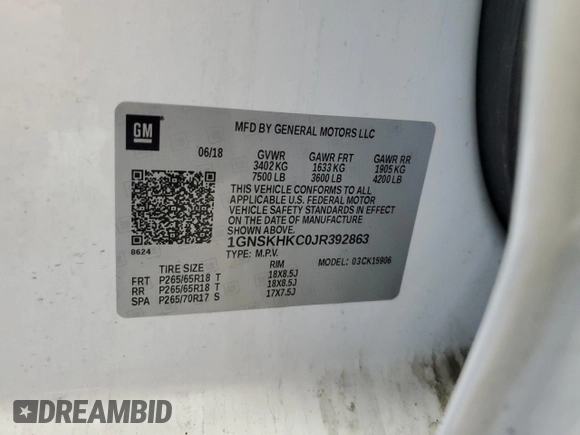 GM
MFD BY GENERAL MOTORS LLC
06/18 GVWR GAWR FRT GAWR RR
3402 KG 1633 KG 1905 KG
7500 LB 3600 LB 4200 LB
THIS VEHICLE CONFORMS TO ALL
APPLICABLE U.S. FEDERAL MOTOR
VEHICLE SAFETY STANDARDS IN
EFFECT ON THE DATE OF MANUFACTURE
SHOWN ABOVE.
1GNSKHKC0JR392863
8624 TYPE: M.P.V. MODEL: 03CK15906
TIRE SIZE RIM
FRT P265/65R18 T 18X8.5J
RR P265/65R18 T 18X8.5J
SPA P265/70R17 S 17X7.5J
DREAMBID